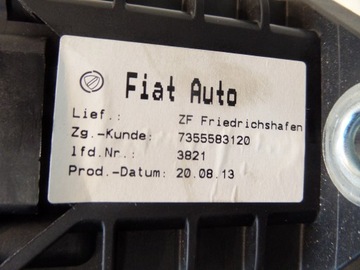 Fiat Auto
Lief.: ZF Friedrichshafen
Zg.-Kunde: 7355583120
lfd.Nr.: 3821
Prod.-Datum: 20.08.13